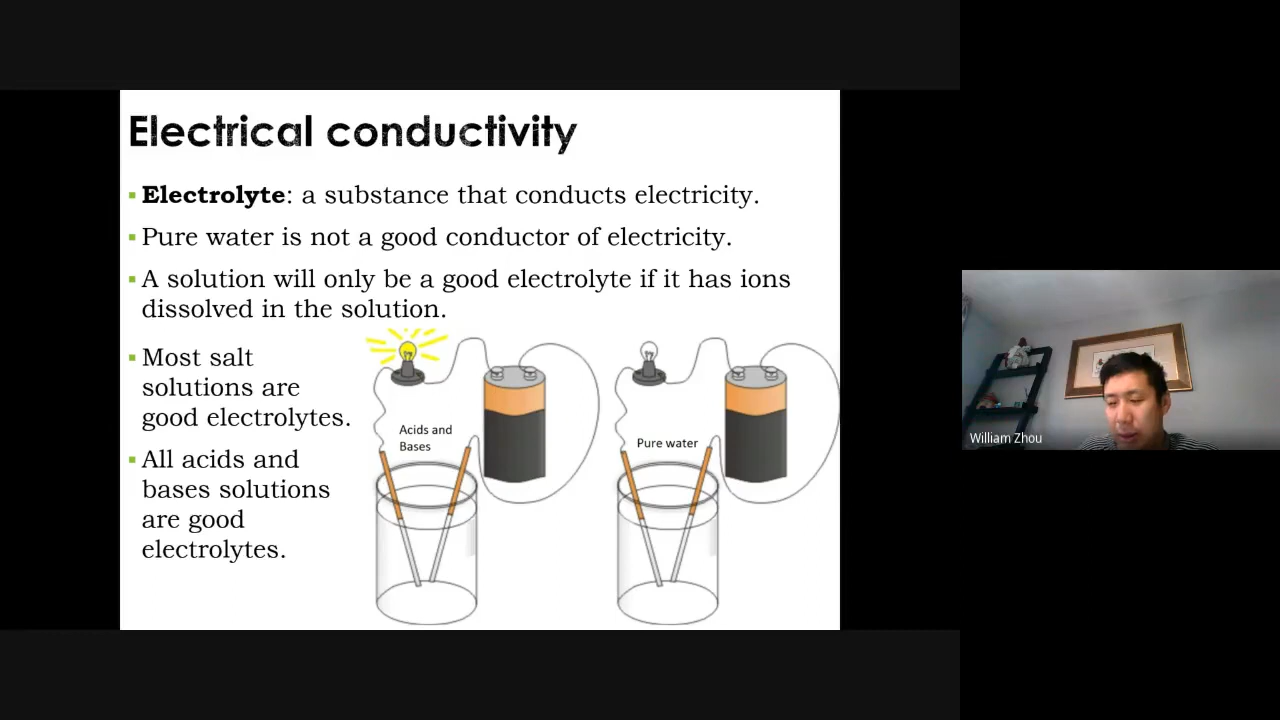 Electrical conductivity
▪ Electrolyte: a substance that conducts electricity.
▪ Pure water is not a good conductor of electricity.
▪ A solution will only be a good electrolyte if it has ions
dissolved in the solution.
▪ Most salt
solutions are
good electrolytes.
▪ All acids and
bases solutions
are good
electrolytes.
Acids and
Bases
Pure water
William Zhou